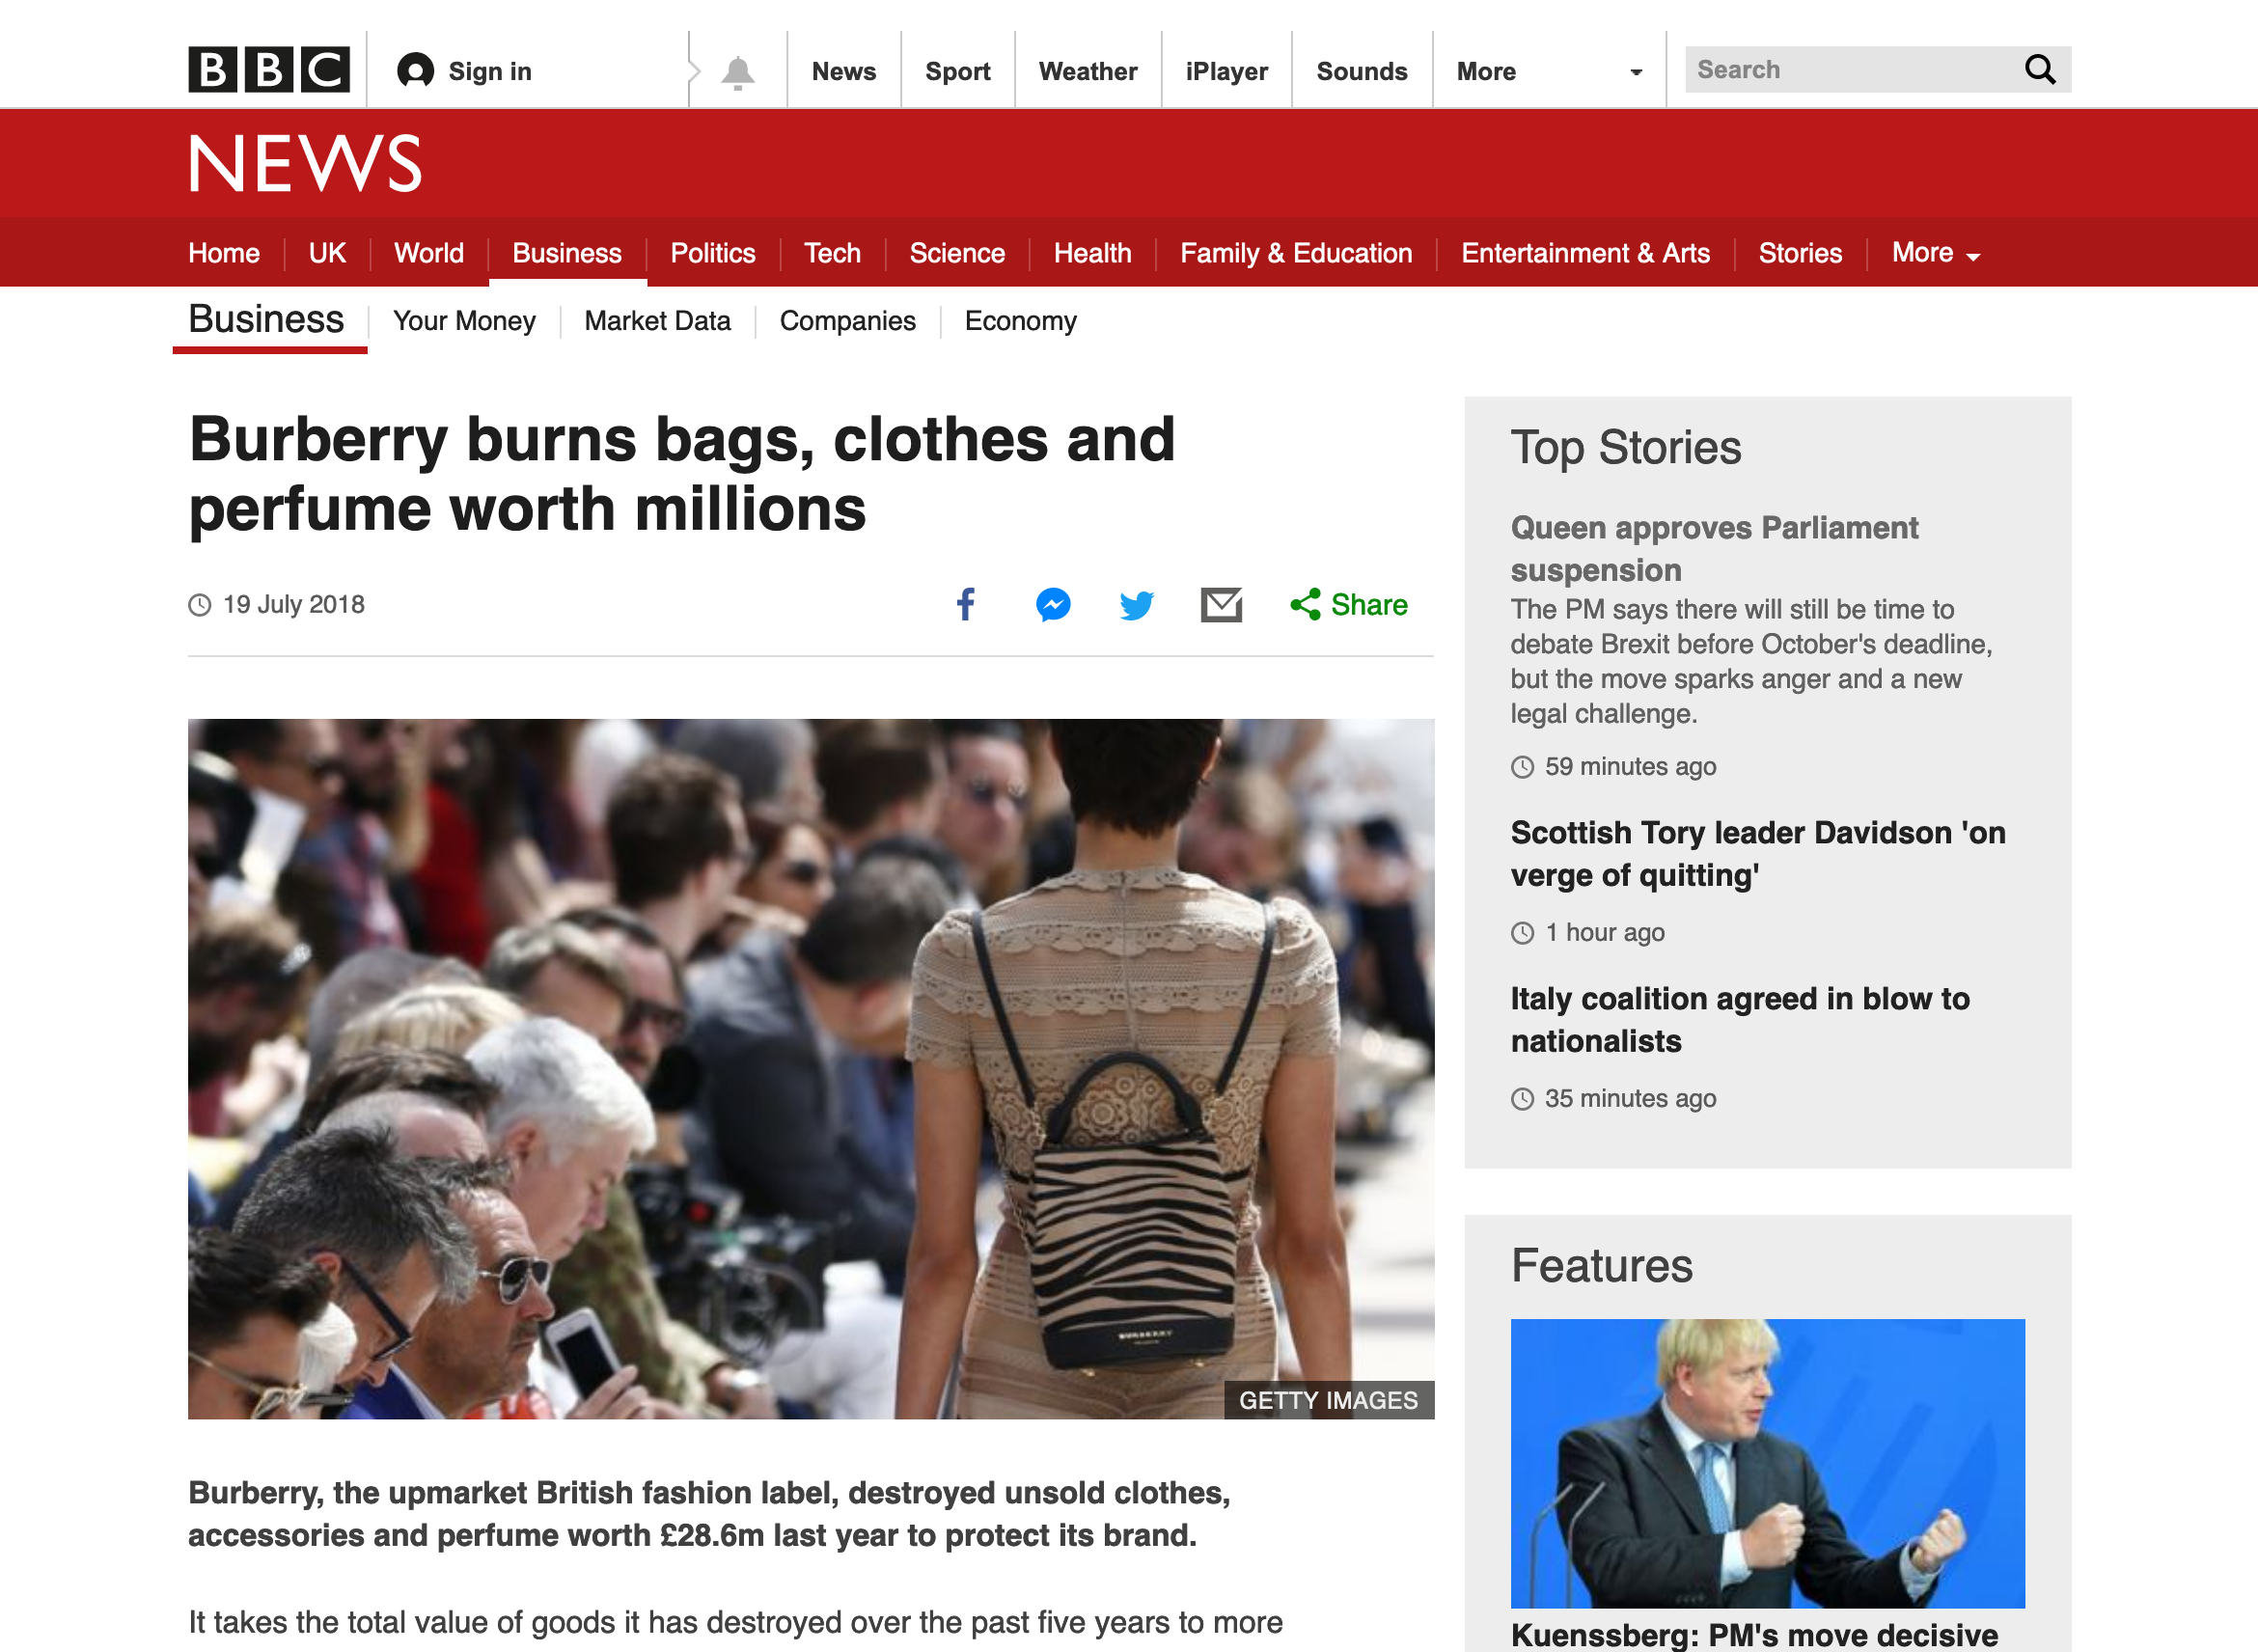 BBC
Sign in
News
Sport
Weather
iPlayer
Sounds
More
Search
NEWS
Home
UK
World
Business
Politics
Tech
Science
Health
Family & Education
Entertainment & Arts
Stories
More
Business
Your Money
Market Data
Companies
Economy
Burberry burns bags, clothes and
perfume worth millions
19 July 2018
Share
BURBERRY
GETTY IMAGES
Burberry, the upmarket British fashion label, destroyed unsold clothes,
accessories and perfume worth £28.6m last year to protect its brand.
It takes the total value of goods it has destroyed over the past five years to more
Top Stories
Queen approves Parliament
suspension
The PM says there will still be time to
debate Brexit before October's deadline,
but the move sparks anger and a new
legal challenge.
59 minutes ago
Scottish Tory leader Davidson 'on
verge of quitting'
1 hour ago
Italy coalition agreed in blow to
nationalists
35 minutes ago
Features
Kuenssberg: PM's move decisive